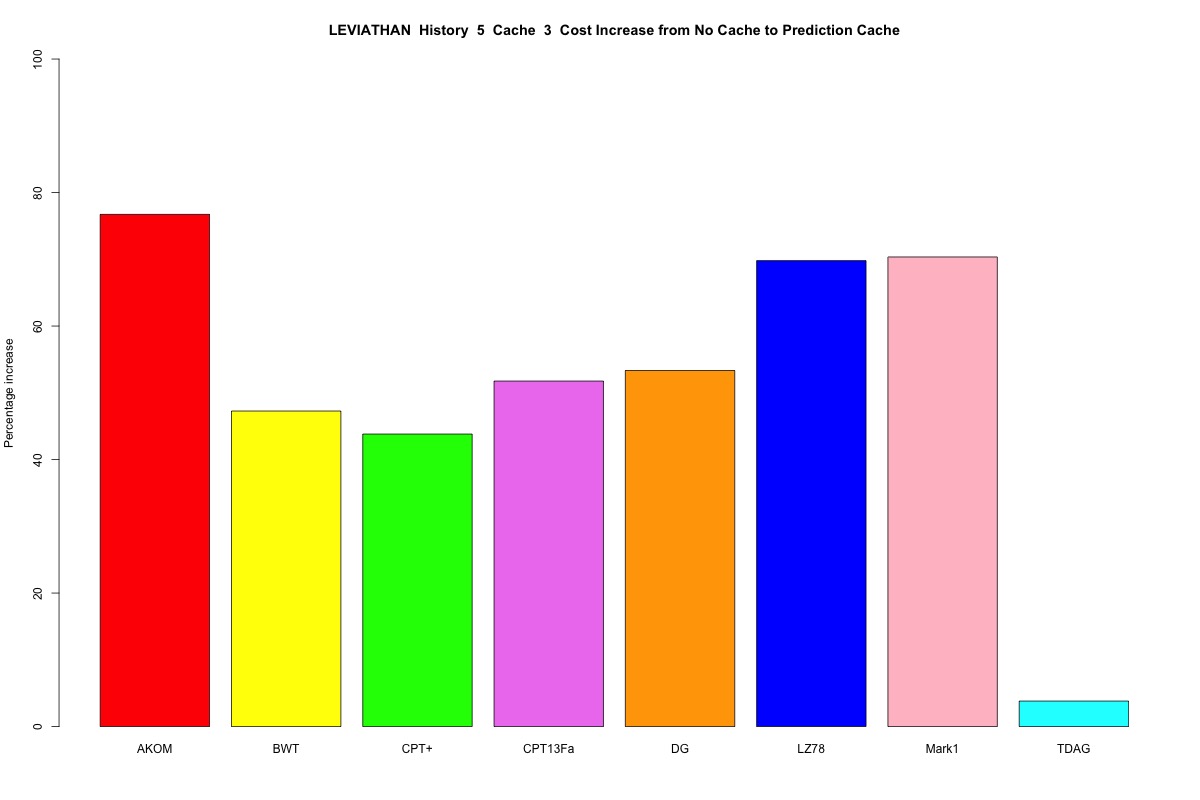 LEVIATHAN  History  5  Cache  3  Cost Increase from No Cache to Prediction Cache
Percentage increase
100
80
60
40
20
0
AKOM BWT CPT+ CPT13Fa DG LZ78 Mark1 TDAG